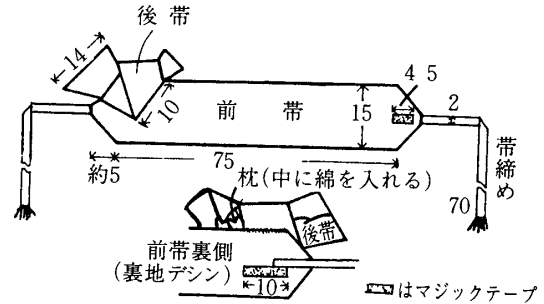 後帯
14
10
前帯
15
4 5
2
約5
75
帯締め
70
枕(中に綿を入れる)
後帯
前帯裏側
(裏地デシン)
10
はマジックテープ